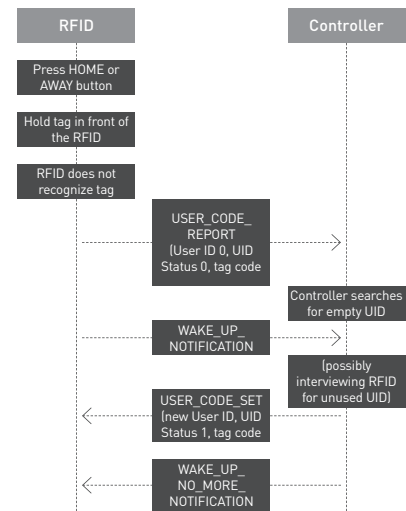 RFID
Controller
Press HOME or
AWAY button
Hold tag in front of
the RFID
RFID does not
recognize tag
USER_CODE_
REPORT
(User ID 0, UID
Status 0, tag code
Controller searches
for empty UID
WAKE_UP_
NOTIFICATION
(possibly
interviewing RFID
for unused UID)
USER_CODE_SET
(new User ID, UID
Status 1, tag code
WAKE_UP_
NO_MORE_
NOTIFICATION